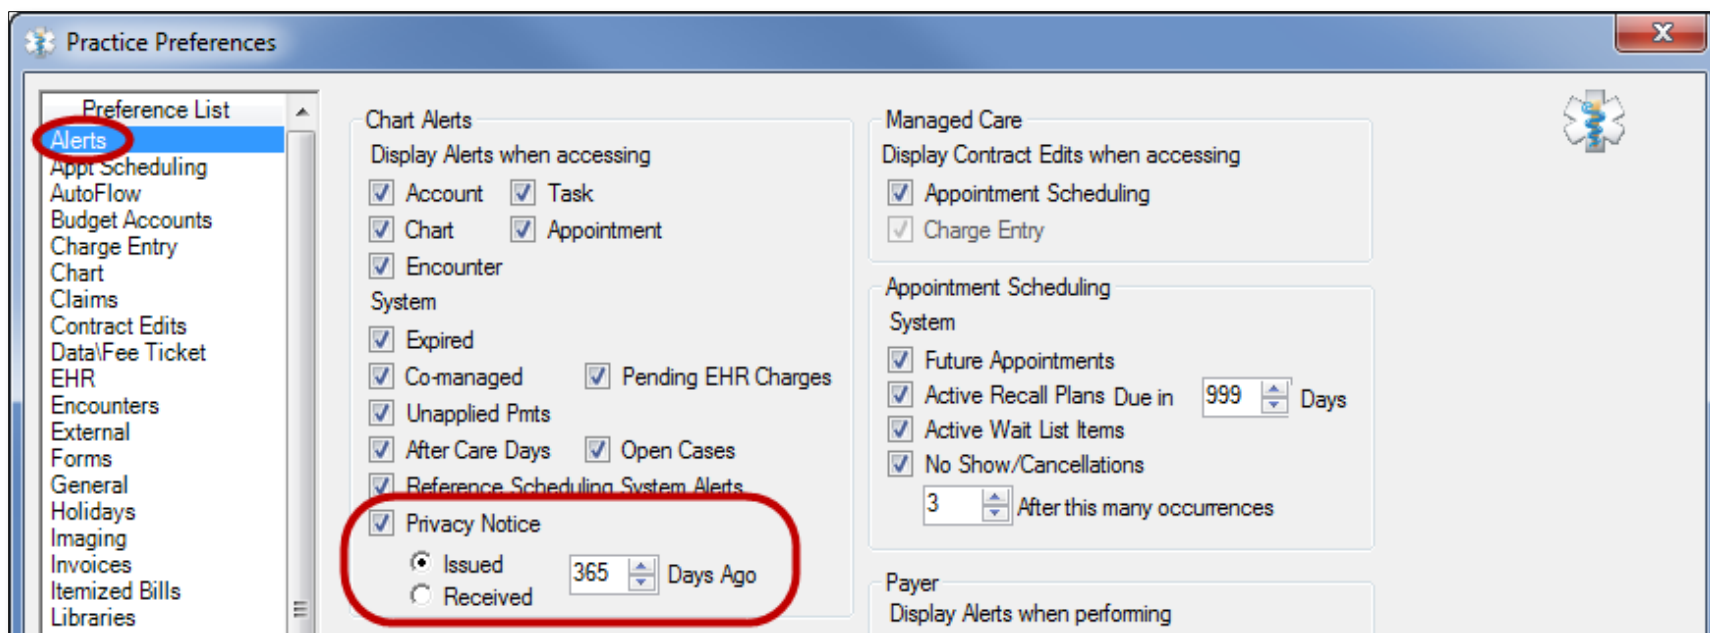 Practice Preferences
X
Preference List
Alerts
Appt Scheduling
AutoFlow
Budget Accounts
Charge Entry
Chart
Claims
Contract Edits
Data\Fee Ticket
EHR
Encounters
External
Forms
General
Holidays
Imaging
Invoices
Itemized Bills
Libraries
Chart Alerts
Display Alerts when accessing
Account Task
Chart Appointment
Encounter
System
Expired
Co-managed Pending EHR Charges
Unapplied Pmts
After Care Days Open Cases
Reference Scheduling System Alerts
Privacy Notice
Issued 365 Days Ago
Received
Managed Care
Display Contract Edits when accessing
Appointment Scheduling
Charge Entry
Appointment Scheduling
System
Future Appointments
Active Recall Plans Due in 999 Days
Active Wait List Items
No Show/Cancellations
3 After this many occurrences
Payer
Display Alerts when performing